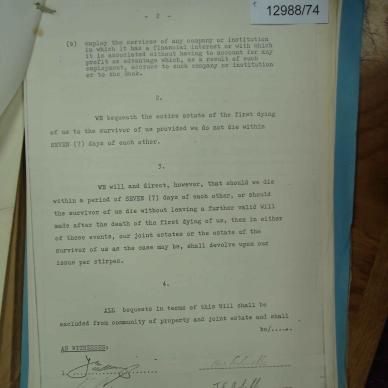 - 2 -
12988/74
(b) employ the services of any company or institution
in which it has a financial interest or with which
it is associated without having to account for any
profit or advantage which, as a result of such
employment, accrues to such company or institution
or to the Bank.
2.
WE bequeath the entire estate of the first dying
of us to the survivor of us provided we do not die within
SEVEN (7) days of each other.
3.
WE will and direct, however, that should we die
within a period of SEVEN (7) days of each other, or should
the survivor of us die without leaving a further valid Will
made after the death of the first dying of us, then in either
of these events, our joint estates or the estate of the
survivor of us as the case may be, shall devolve upon our
issue per stirpes.
4.
ALL bequests in terms of this Will shall be
excluded from community of property and joint estate and shall
be/.....
AS WITNESSES:
1.